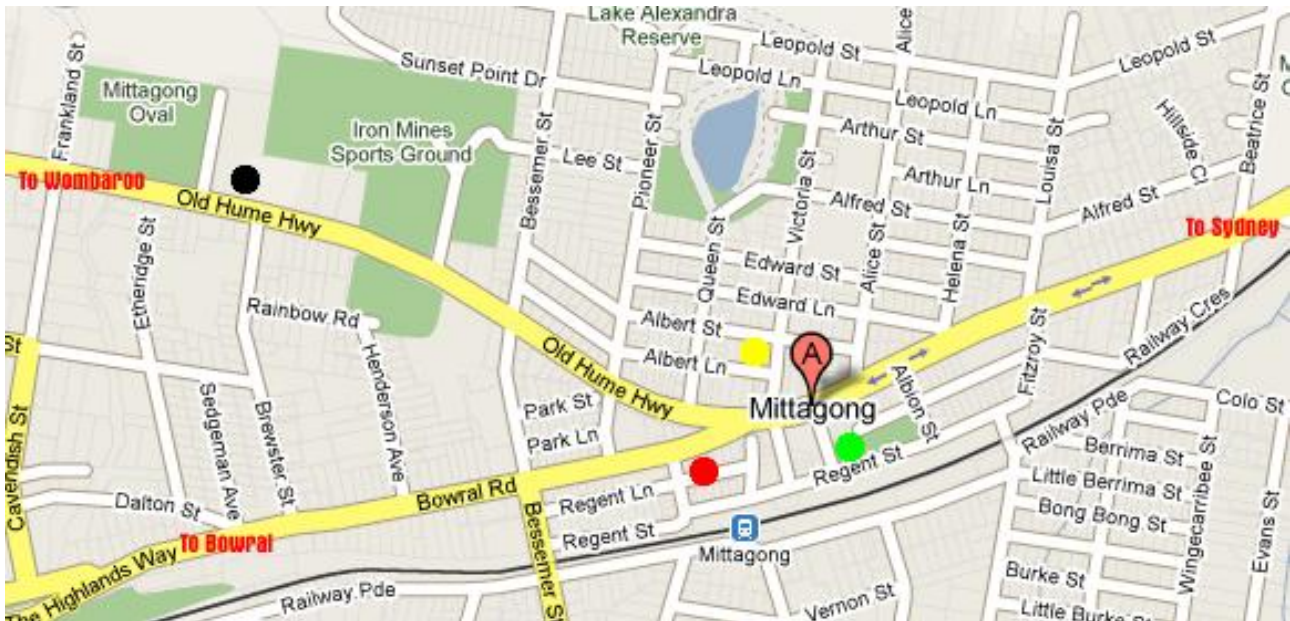 Lake Alexandra
Reserve
Alice
Leopold St
Leopold St
Frankland St
Sunset Point Dr
Leopold Ln
Leopold Ln
Mittagong
Oval
Iron Mines
Sports Ground
Bessemer St
Pioneer St
Lee St
Arthur St
Hillside Ct
Beatrice St
Louisa St
Victoria St
Arthur Ln
To Wombaroo
Old Hume Hwy
Alfred St
Alfred St
To Sydney
Etheridge St
Queen St
Alice St
Helena St
Edward St
Edward Ln
Rainbow Rd
Albert St
Albert Ln
Railway Cres
Fitzroy St
St
Henderson Ave
Old Hume Hwy
A
Albion St
Mittagong
Park St
Park Ln
Sedgeman Ave
Brewster St
Cavendish St
Colo St
Railway Pde
Berrima St
Regent St
Little Berrima St
Bowral Rd
Regent Ln
Dalton St
Bong Bong St
Regent St
Wingecarribee St
Evans St
To Bowral
Mittagong
Bessemer St
The Highlands Way
Railway Pde
Burke St
Vernon St
Little Burke St